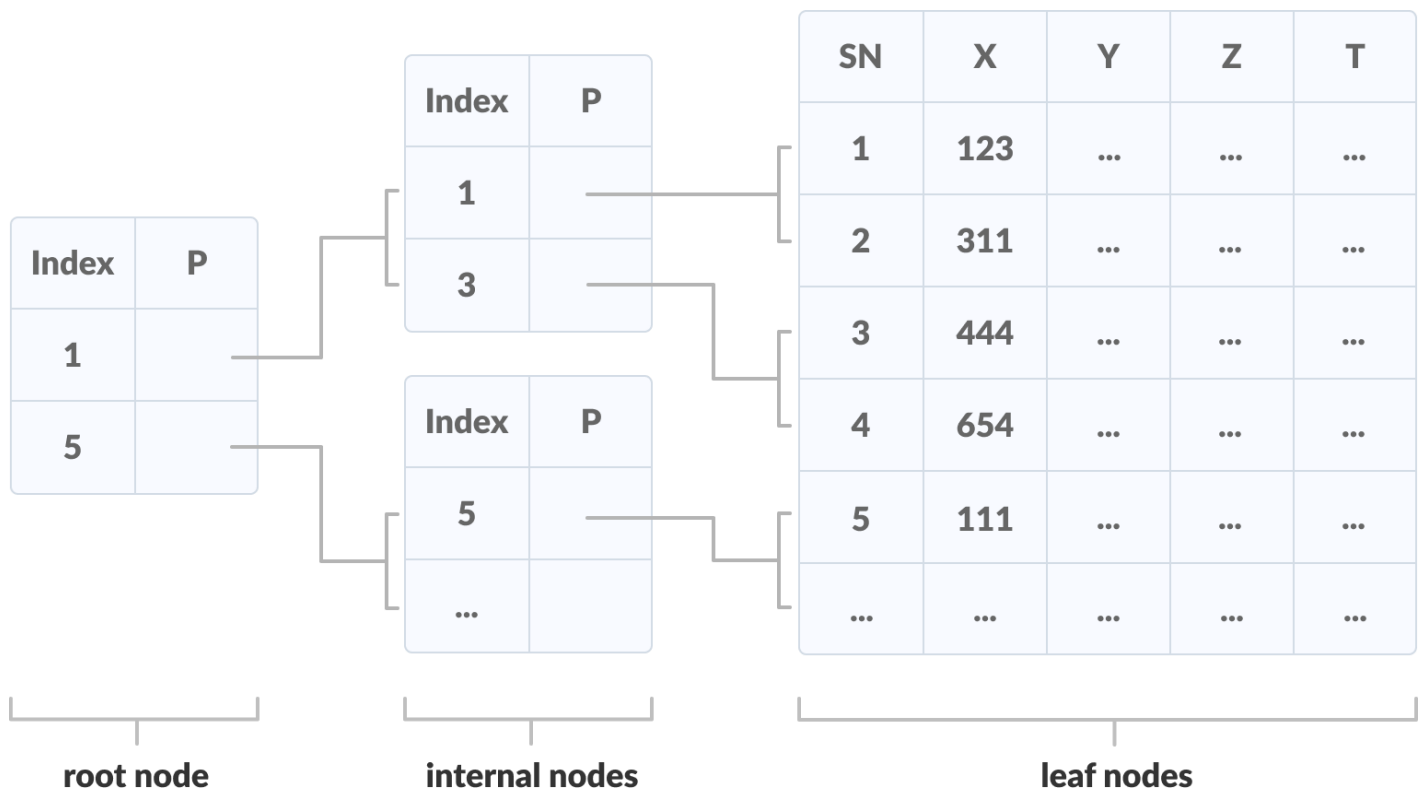 Index P
1
5
Index P
1
3
Index P
5
...
SN X Y Z T
1 123 ... ... ...
2 311 ... ... ...
3 444 ... ... ...
4 654 ... ... ...
5 111 ... ... ...
... ... ... ... ...
root node
internal nodes
leaf nodes